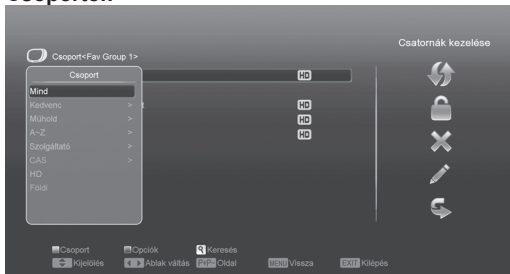 Csatornák kezelése
Csoport<Fav Group 1>
Csoport
Mind
HD
Kedvenc >
HD
Műhold >
HD
A~Z >
HD
Szolgáltató >
CAS >
HD
Földi
Csoport Opciók Keresés
Kijelölés Ablak váltás P+P- Oldal MENU Vissza EXIT Kilépés